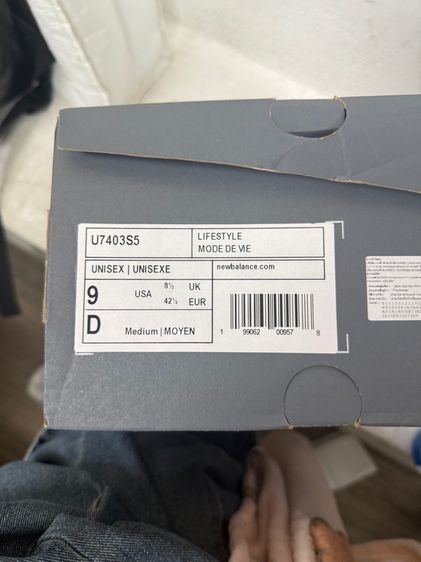 U7403S5
LIFESTYLE
MODE DE VIE
UNISEX | UNISEXE
newbalance.com
9 USA 8½ UK
42½ EUR
D Medium | MOYEN
1 99062 00957 8